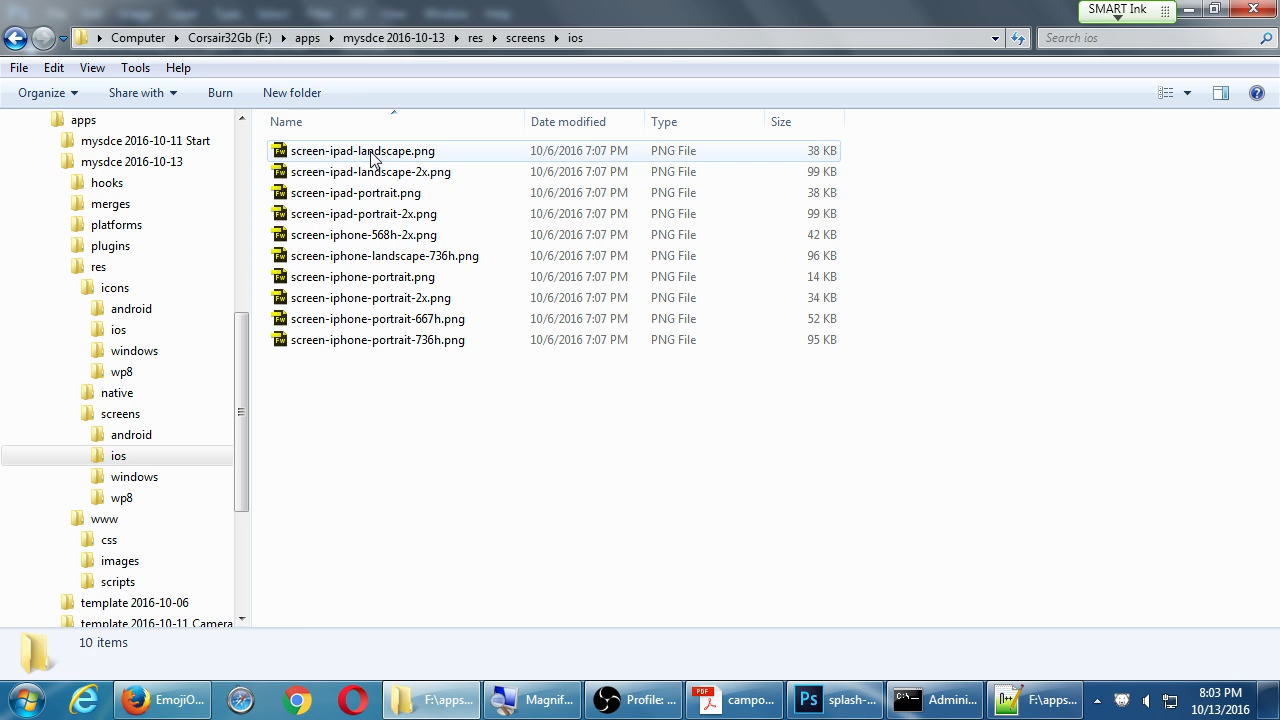 SMART Ink
Computer Corsair32Gb (F:) apps mysdce 2016-10-13 res screens ios
Search ios
File Edit View Tools Help
Organize Share with Burn New folder
apps
mysdce 2016-10-11 Start
mysdce 2016-10-13
hooks
merges
platforms
plugins
res
icons
android
ios
windows
wp8
native
screens
android
ios
windows
wp8
www
css
images
scripts
template 2016-10-06
template 2016-10-11 Camera
Name Date modified Type Size
screen-ipad-landscape.png 10/6/2016 7:07 PM PNG File 38 KB
screen-ipad-landscape-2x.png 10/6/2016 7:07 PM PNG File 99 KB
screen-ipad-portrait.png 10/6/2016 7:07 PM PNG File 38 KB
screen-ipad-portrait-2x.png 10/6/2016 7:07 PM PNG File 99 KB
screen-iphone-568h-2x.png 10/6/2016 7:07 PM PNG File 42 KB
screen-iphone-landscape-736h.png 10/6/2016 7:07 PM PNG File 96 KB
screen-iphone-portrait.png 10/6/2016 7:07 PM PNG File 14 KB
screen-iphone-portrait-2x.png 10/6/2016 7:07 PM PNG File 34 KB
screen-iphone-portrait-667h.png 10/6/2016 7:07 PM PNG File 52 KB
screen-iphone-portrait-736h.png 10/6/2016 7:07 PM PNG File 95 KB
10 items
EmojiO... F:\apps... Magnif... Profile: ... campo... splash-... Admini... F:\apps...
8:03 PM
10/13/2016